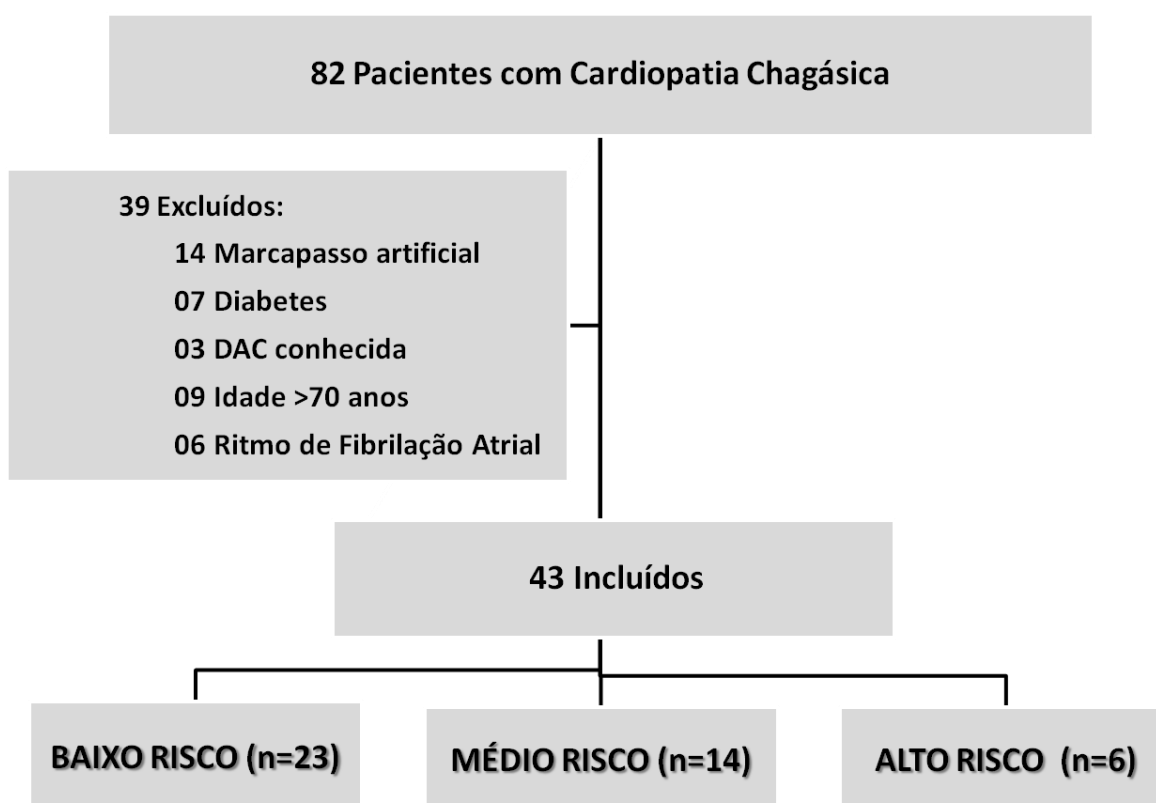 82 Pacientes com Cardiopatia Chagásica
39 Excluídos:
14 Marcapasso artificial
07 Diabetes
03 DAC conhecida
09 Idade >70 anos
06 Ritmo de Fibrilação Atrial
43 Incluídos
BAIXO RISCO (n=23)
MÉDIO RISCO (n=14)
ALTO RISCO (n=6)